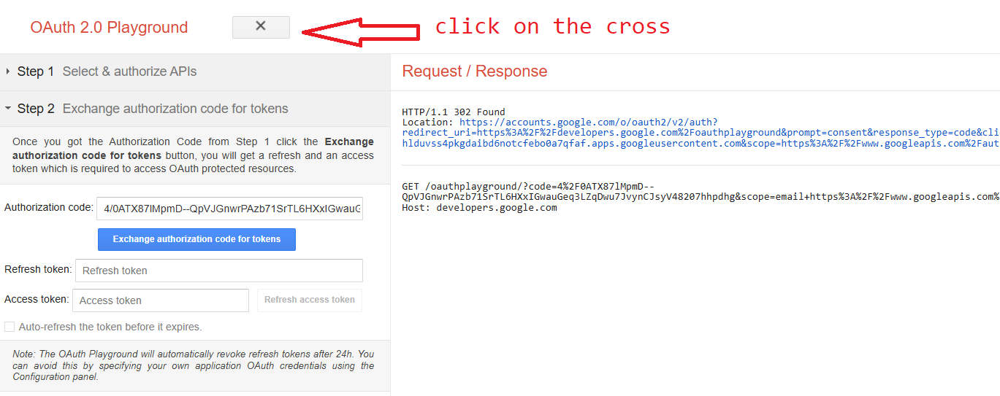 OAuth 2.0 Playground
click on the cross
Step 1 Select & authorize APIs
Step 2 Exchange authorization code for tokens
Once you got the Authorization Code from Step 1 click the Exchange
authorization code for tokens button, you will get a refresh and an access
token which is required to access OAuth protected resources.
Authorization code: 4/0ATX87lMpmD--QpVJGnwrPAzb71SrTL6HXxIGwauG
Exchange authorization code for tokens
Refresh token: Refresh token
Access token: Access token Refresh access token
Auto-refresh the token before it expires.
Note: The OAuth Playground will automatically revoke refresh tokens after 24h. You
can avoid this by specifying your own application OAuth credentials using the
Configuration panel.
Request / Response
HTTP/1.1 302 Found
Location: https://accounts.google.com/o/oauth2/v2/auth?
redirect_uri=https%3A%2F%2Fdevelopers.google.com%2Foauthplayground&prompt=consent&response_type=code&cli
hlduvss4pkgdaibd6notcfebo0a7qfaf.apps.googleusercontent.com&scope=https%3A%2F%2Fwww.googleapis.com%2Faut
GET /oauthplayground/?code=4%2F0ATX87lMpmD--
QpVJGnwrPAzb71SrTL6HXxIGwauGeq3LZqDwu7JvynCJsyV48207hhpdhg&scope=email+https%3A%2F%2Fwww.googleapis.com%
Host: developers.google.com